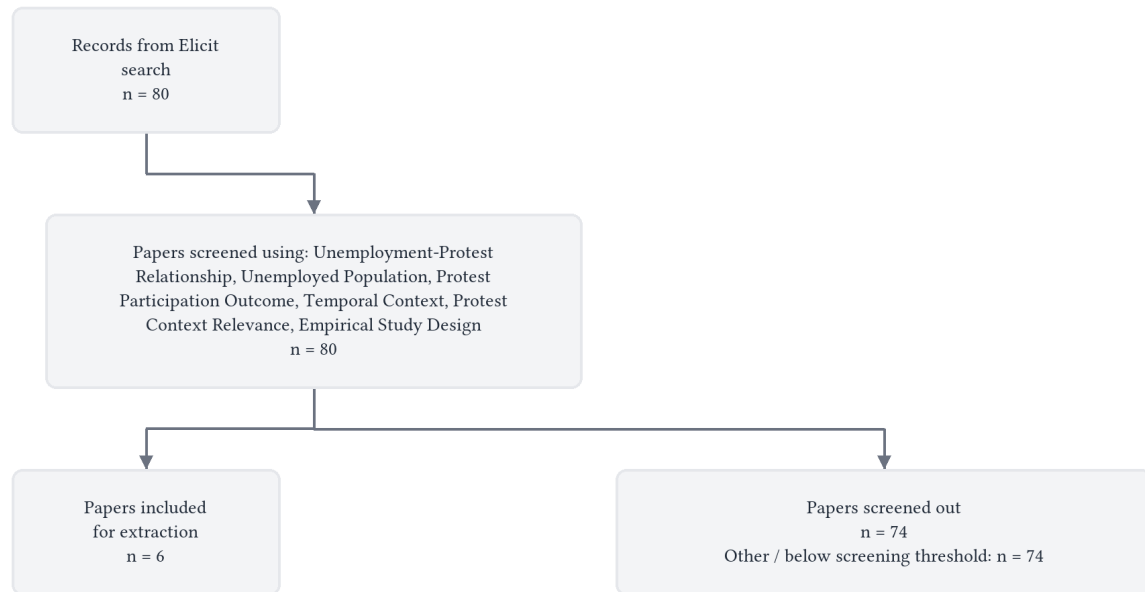 Records from Elicit
search
n = 80
Papers screened using: Unemployment-Protest
Relationship, Unemployed Population, Protest
Participation Outcome, Temporal Context, Protest
Context Relevance, Empirical Study Design
n = 80
Papers included
for extraction
n = 6
Papers screened out
n = 74
Other / below screening threshold: n = 74